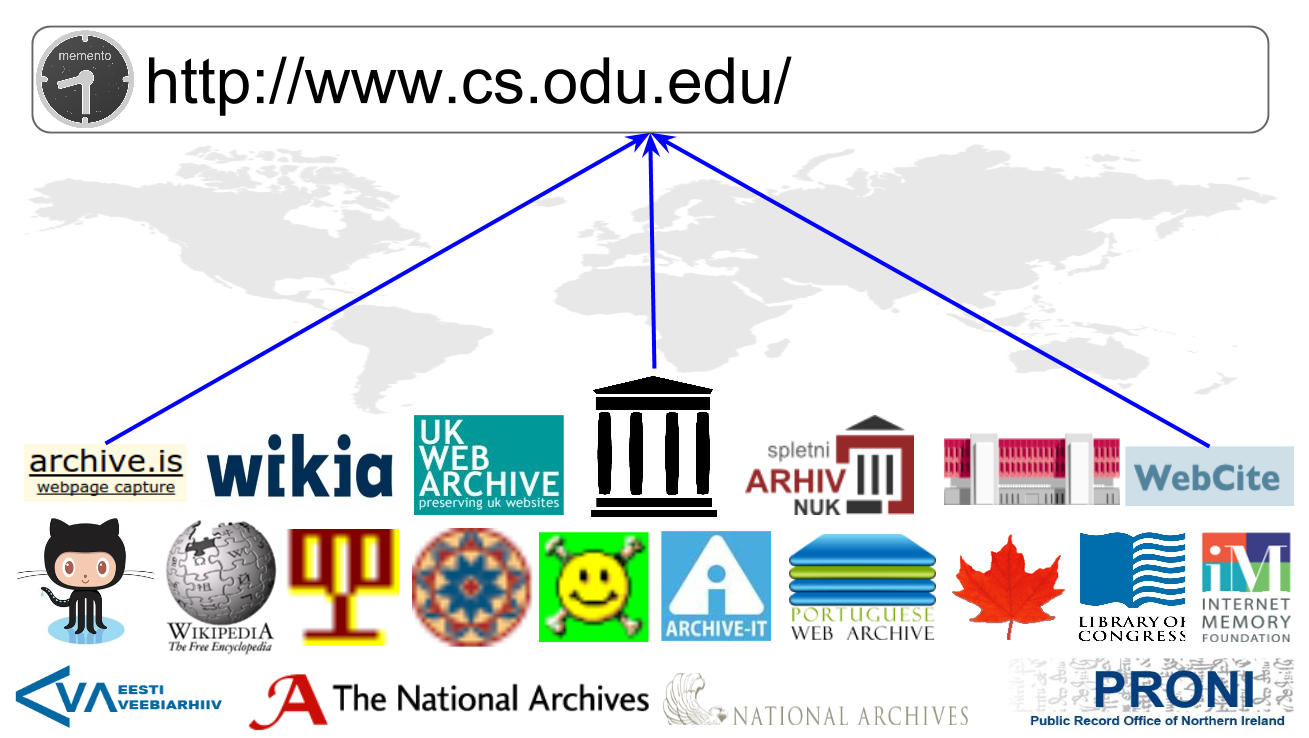 memento
http://www.cs.odu.edu/
archive.is
webpage capture
wikia
UK
WEB
ARCHIVE
preserving uk websites
spletni
ARHIV
NUK
WebCite
WIKIPEDIA
The Free Encyclopedia
ARCHIVE-IT
PORTUGUESE
WEB ARCHIVE
LIBRARY OF
CONGRESS
iM
INTERNET
MEMORY
FOUNDATION
EVA EESTI
VEEBIARHIIV
The National Archives
NATIONAL ARCHIVES
PRONI
Public Record Office of Northern Ireland